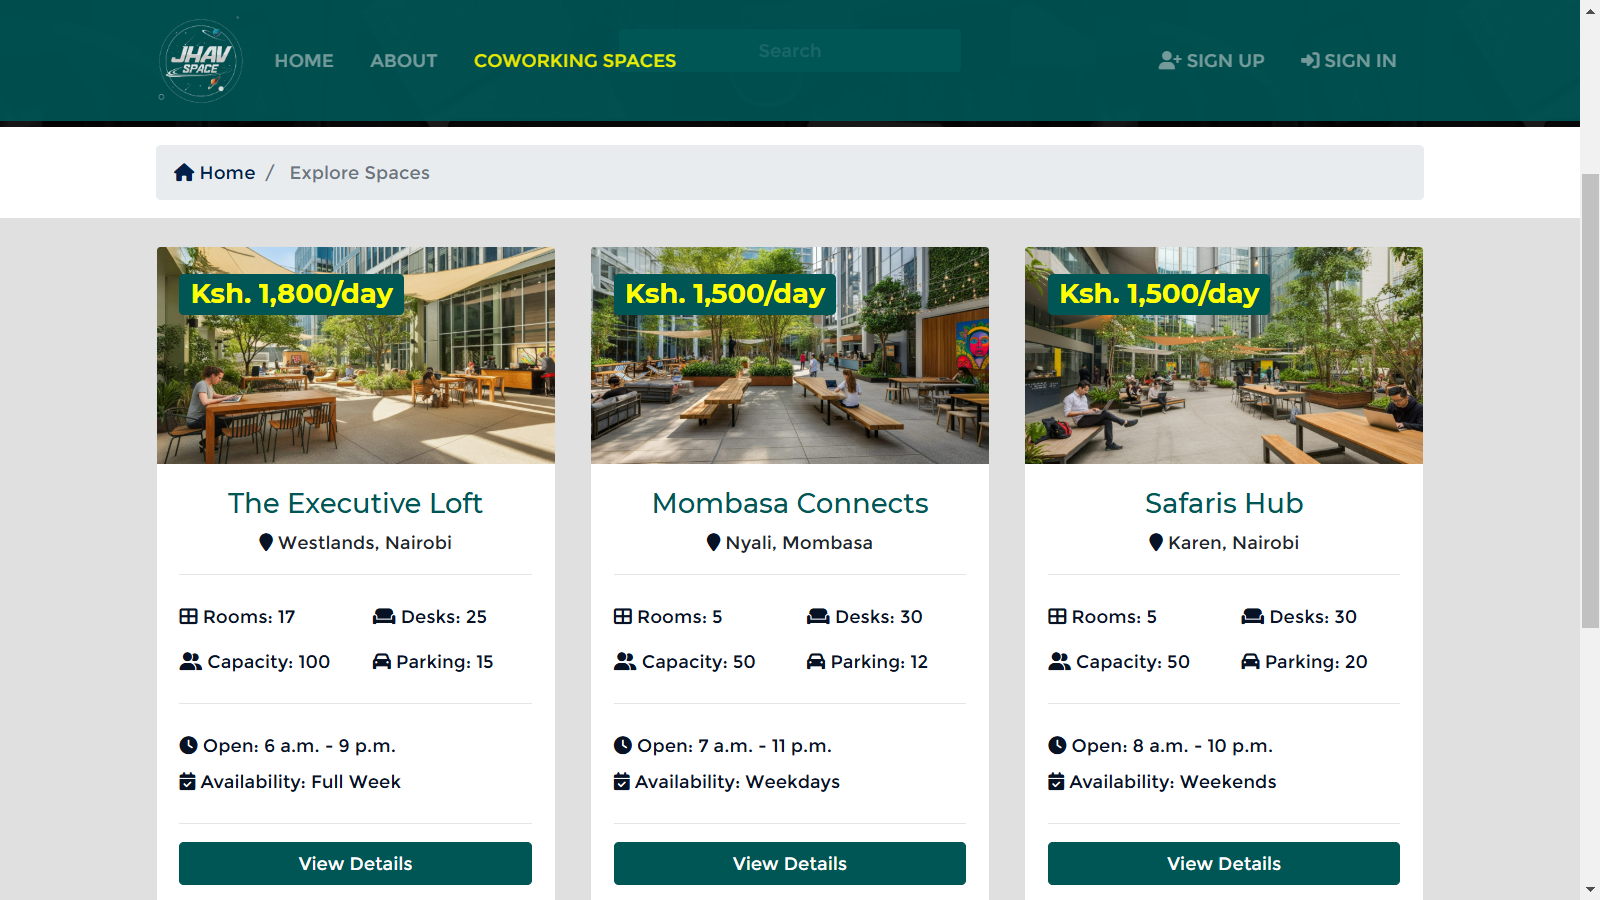 JHAV
SPACE
HOME
ABOUT
COWORKING SPACES
Search
SIGN UP
SIGN IN
Home / Explore Spaces
Ksh. 1,800/day
The Executive Loft
Westlands, Nairobi
Rooms: 17
Desks: 25
Capacity: 100
Parking: 15
Open: 6 a.m. - 9 p.m.
Availability: Full Week
View Details
Ksh. 1,500/day
Mombasa Connects
Nyali, Mombasa
Rooms: 5
Desks: 30
Capacity: 50
Parking: 12
Open: 7 a.m. - 11 p.m.
Availability: Weekdays
View Details
Ksh. 1,500/day
Safaris Hub
Karen, Nairobi
Rooms: 5
Desks: 30
Capacity: 50
Parking: 20
Open: 8 a.m. - 10 p.m.
Availability: Weekends
View Details